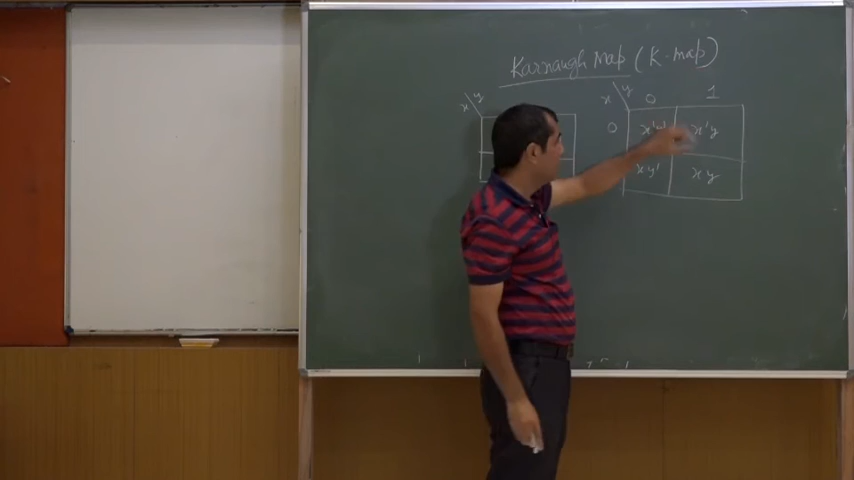 Karnaugh Map (K-map)
x y
x y 0 1
0 x'y' x'y
xy' xy